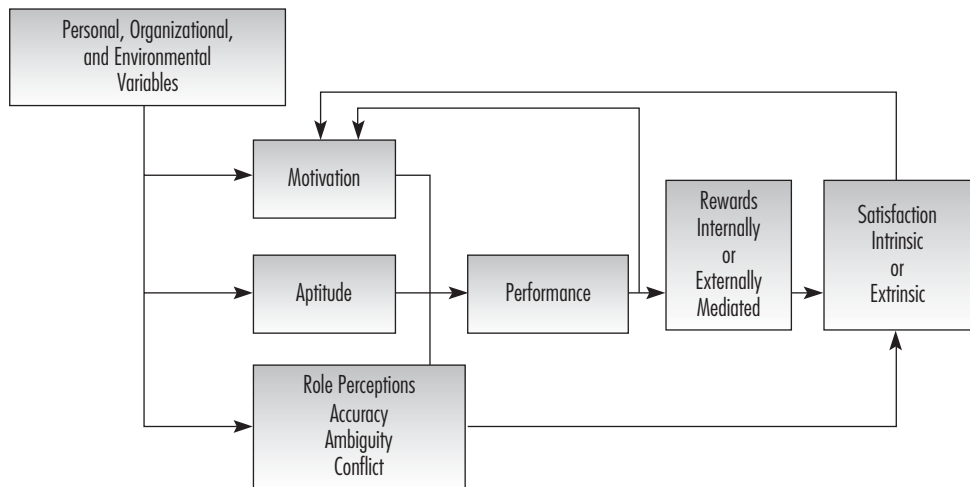 Personal, Organizational,
and Environmental
Variables
Motivation
Aptitude
Role Perceptions
Accuracy
Ambiguity
Conflict
Performance
Rewards
Internally
or
Externally
Mediated
Satisfaction
Intrinsic
or
Extrinsic